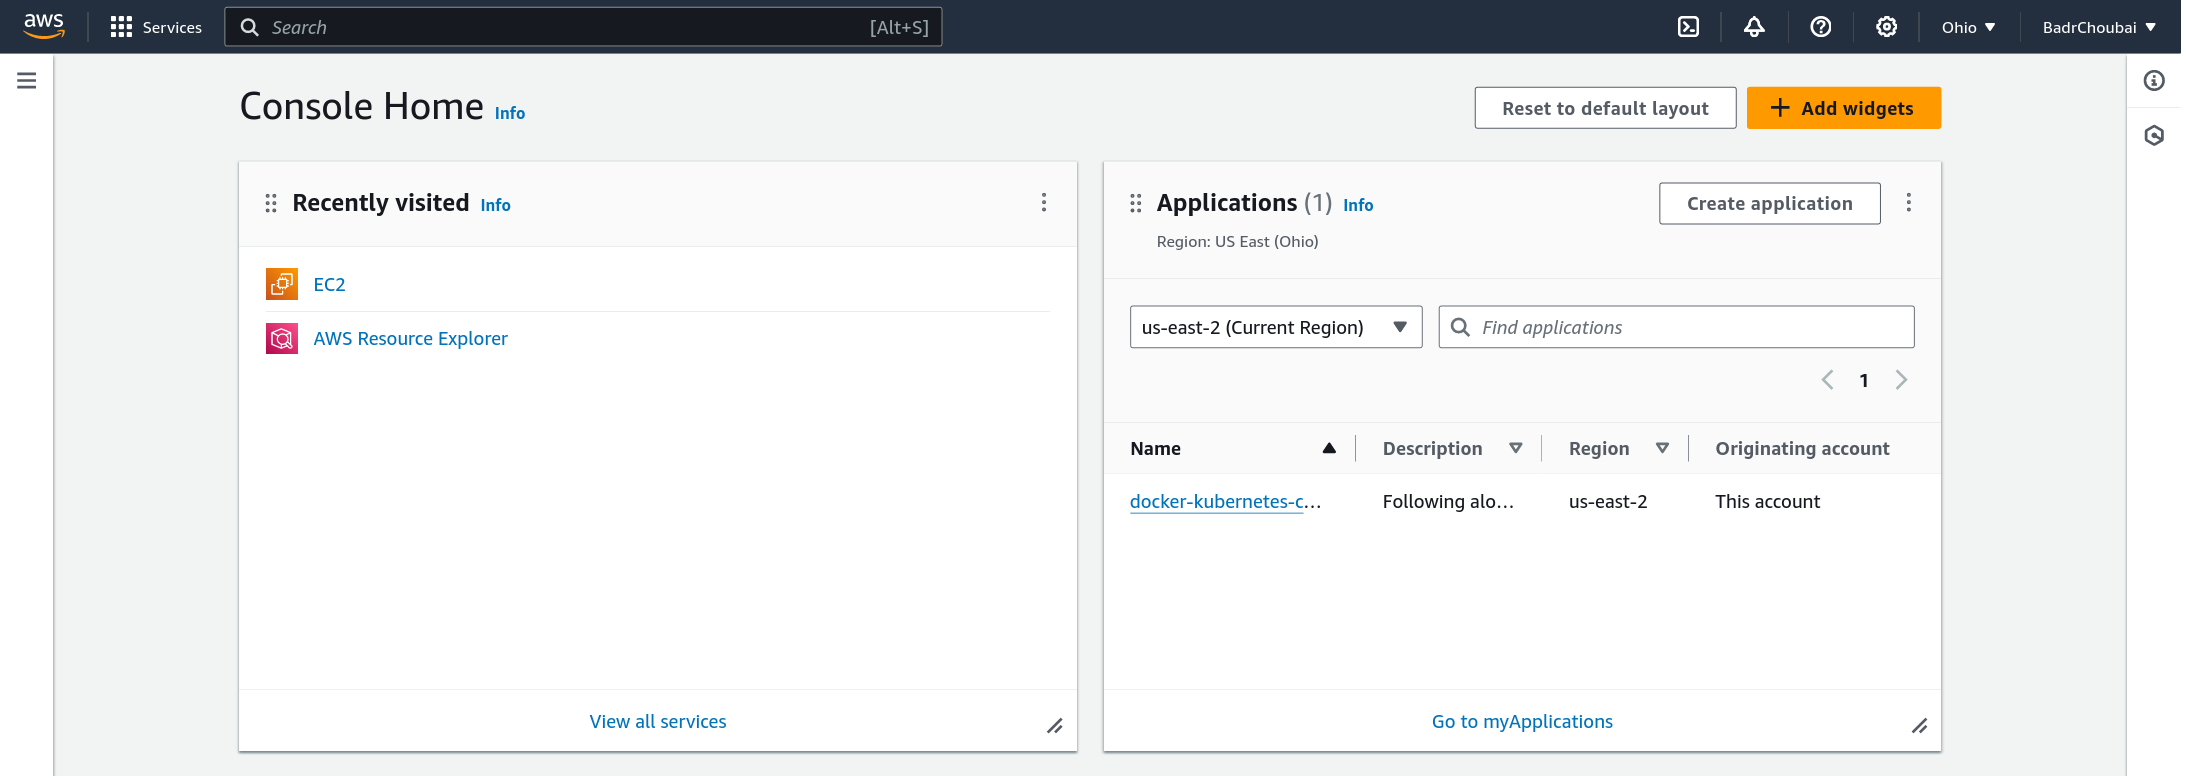 aws Services Search [Alt+S] Ohio BadrChoubai
Console Home Info Reset to default layout Add widgets
Recently visited Info
EC2
AWS Resource Explorer
View all services
Applications (1) Info Create application
Region: US East (Ohio)
us-east-2 (Current Region) Find applications
1
Name Description Region Originating account
docker-kubernetes-c... Following alo... us-east-2 This account
Go to myApplications